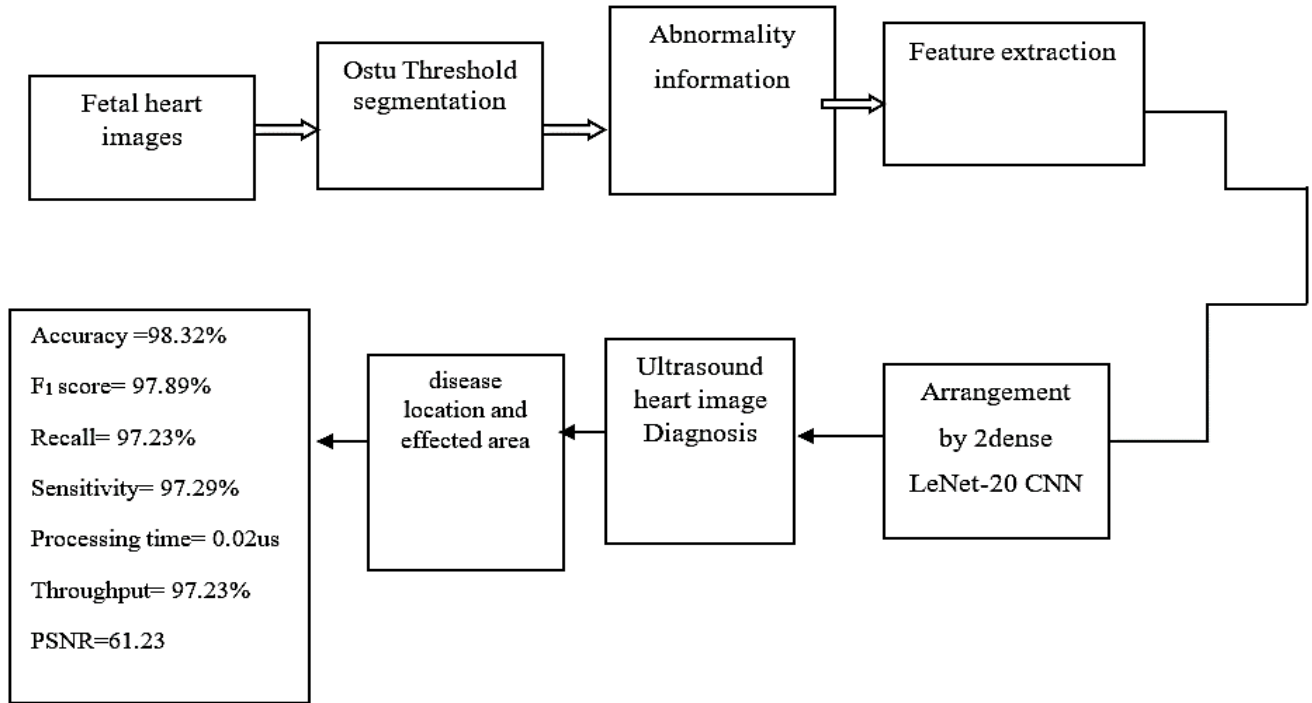 Fetal heart
images
Ostu Threshold
segmentation
Abnormality
information
Feature extraction
Arrangement
by 2dense
LeNet-20 CNN
Ultrasound
heart image
Diagnosis
disease
location and
effected area
Accuracy =98.32%
F1 score= 97.89%
Recall= 97.23%
Sensitivity= 97.29%
Processing time= 0.02us
Throughput= 97.23%
PSNR=61.23